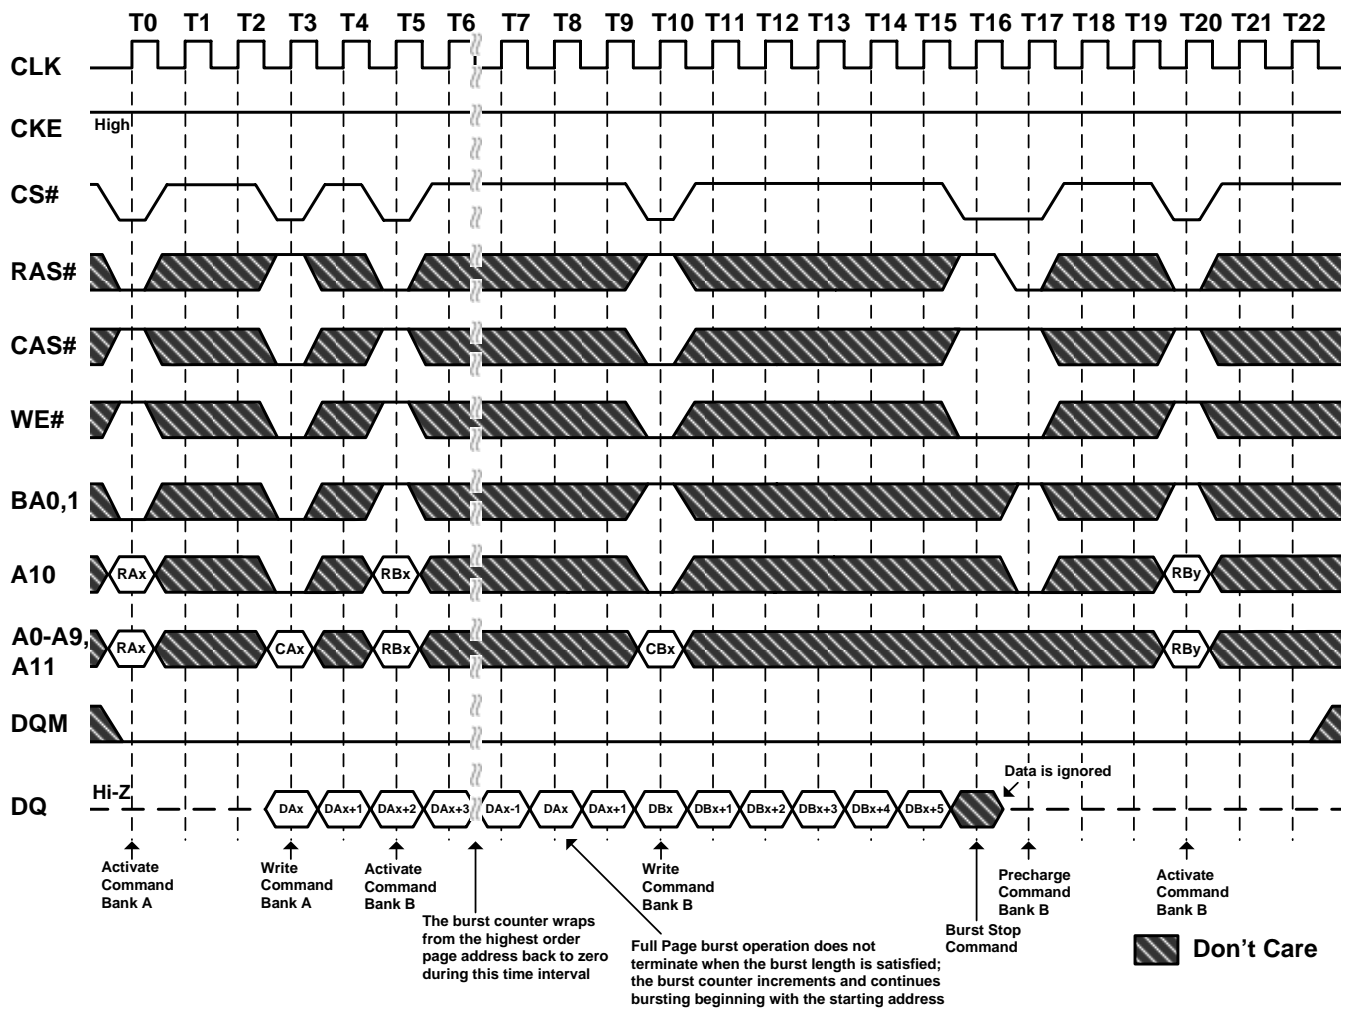 T0 T1 T2 T3 T4 T5 T6 T7 T8 T9 T10 T11 T12 T13 T14 T15 T16 T17 T18 T19 T20 T21 T22
CLK
CKE High
CS#
RAS#
CAS#
WE#
BA0,1
A10 RAx RBx RBy
A0-A9,
A11
RAx CAx RBx CBx RBy
DQM
Data is ignored
DQ Hi-Z DAx DAx+1 DAx+2 DAx+3 DAx-1 DAx DAx+1 DBx DBx+1 DBx+2 DBx+3 DBx+4 DBx+5
Activate
Command
Bank A
Write
Command
Bank A
Activate
Command
Bank B
The burst counter wraps
from the highest order
page address back to zero
during this time interval
Write
Command
Bank B
Full Page burst operation does not
terminate when the burst length is satisfied;
the burst counter increments and continues
bursting beginning with the starting address
Burst Stop
Command
Precharge
Command
Bank B
Activate
Command
Bank B
Don't Care